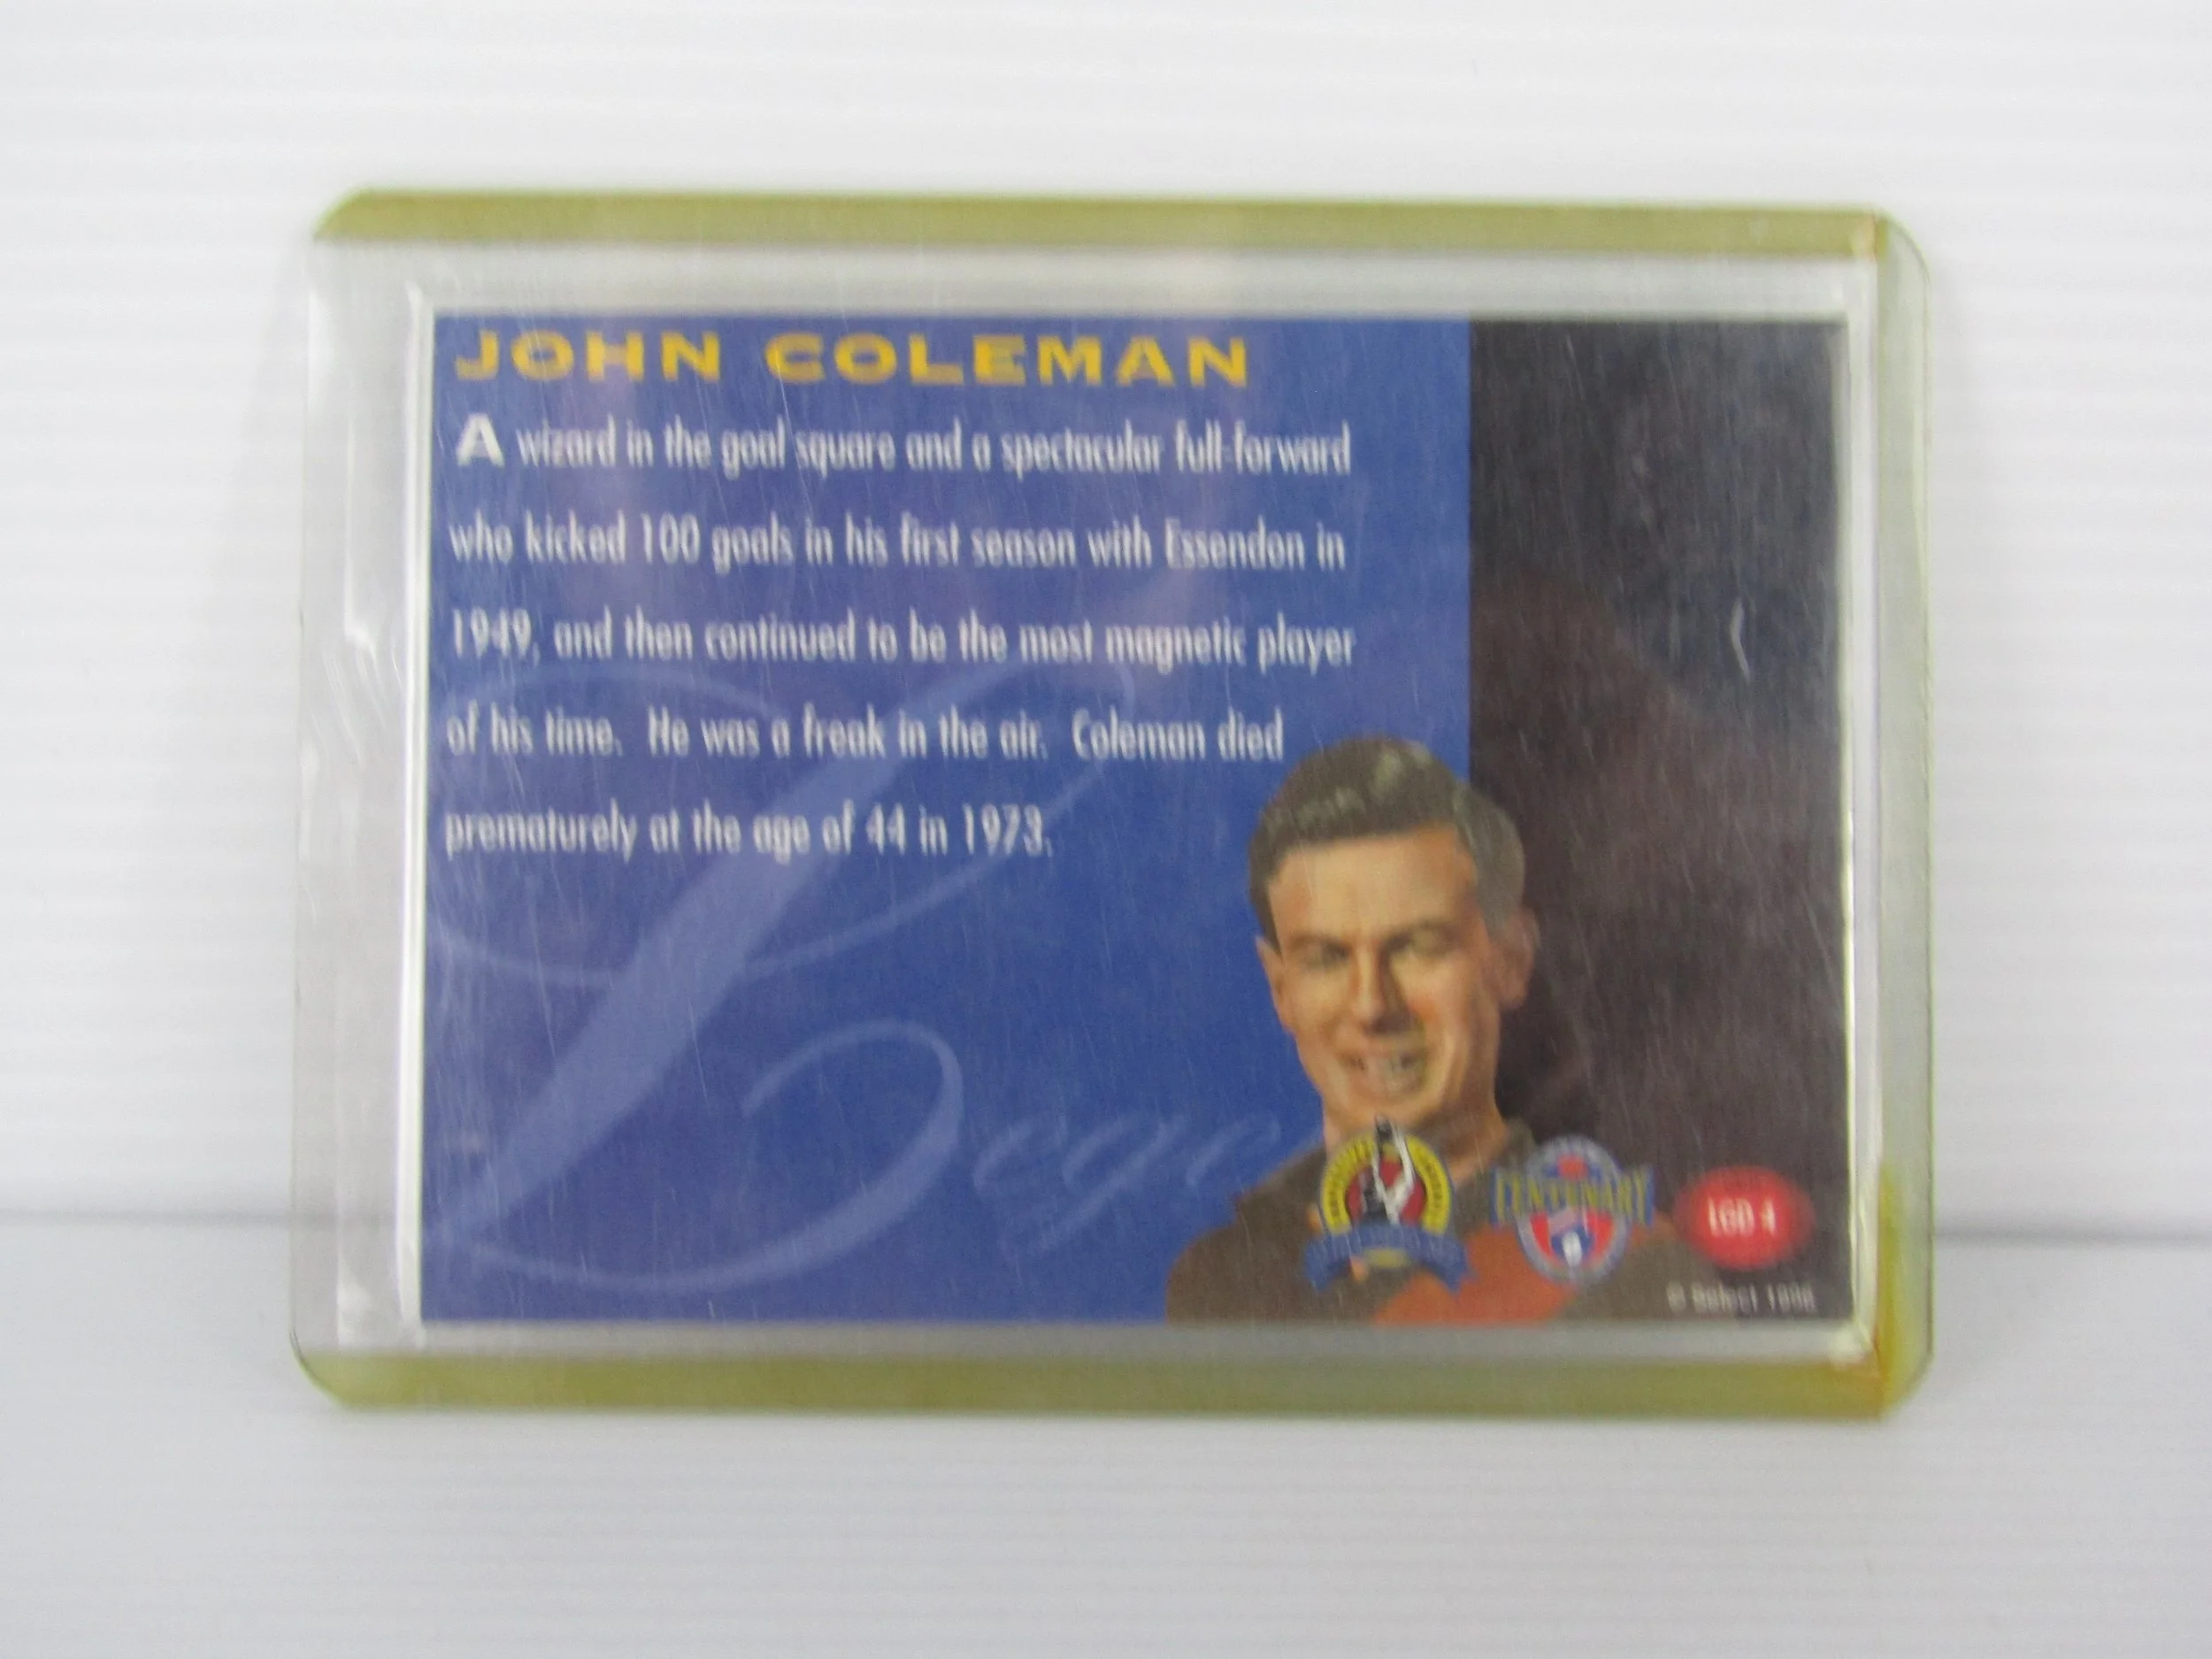 JOHN COLEMAN
A wizard in the goal square and a spectacular full-forward
who kicked 100 goals in his first season with Essendon in
1949, and then continued to be the most magnetic player
of his time. He was a freak in the air. Coleman died
prematurely at the age of 44 in 1973.
Lege
CENTENARY
LGD 4
© Select 1996